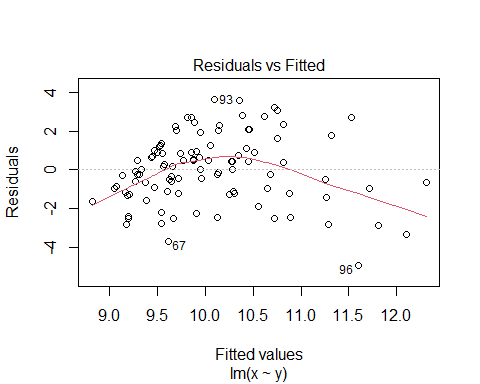 Residuals vs Fitted
Residuals
4
2
0
-2
-4
93
67
96
9.0 9.5 10.0 10.5 11.0 11.5 12.0
Fitted values
lm(x ~ y)